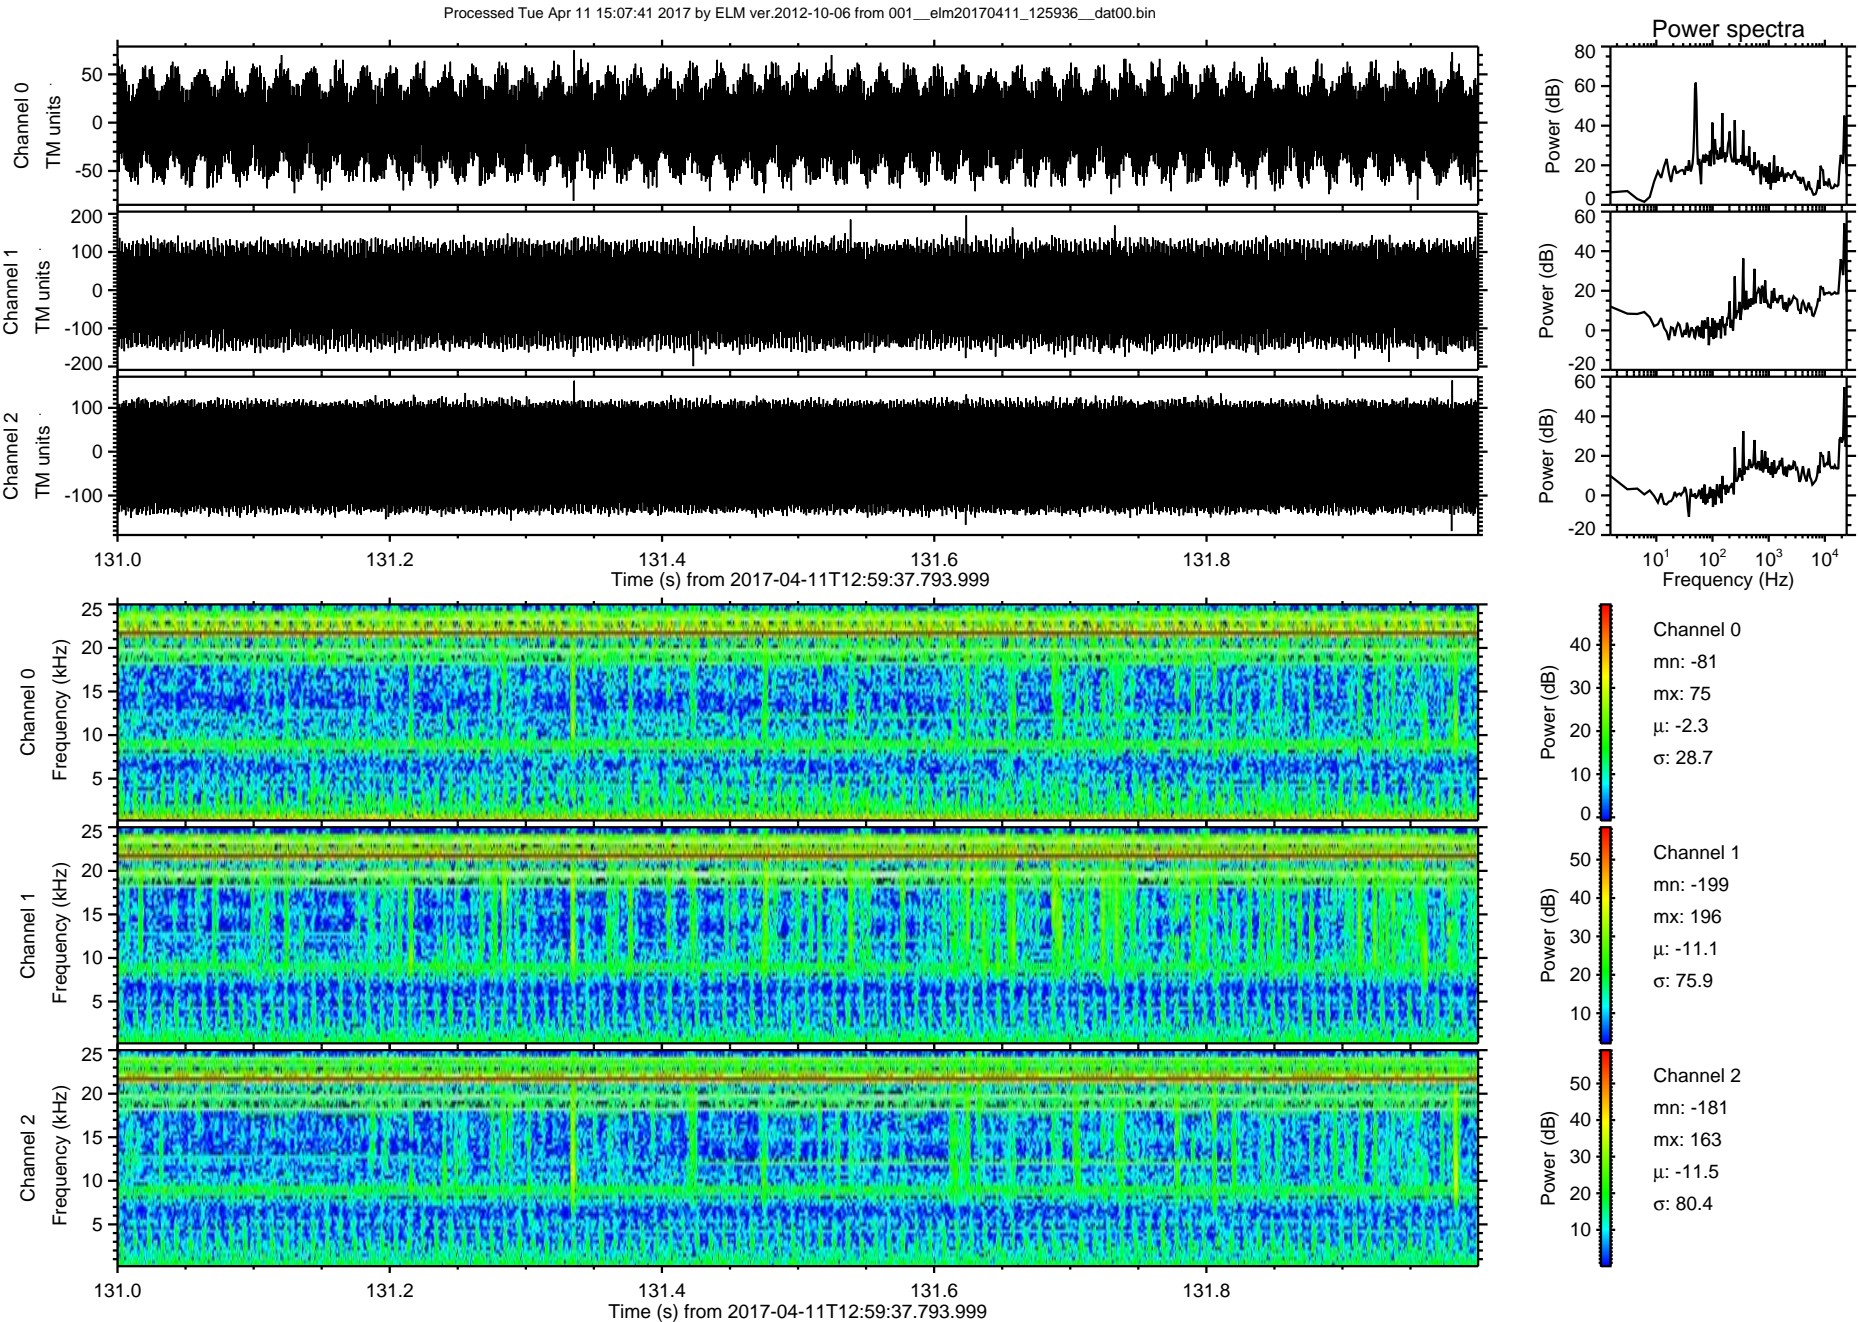 Processed Tue Apr 11 15:07:41 2017 by ELM ver.2012-10-06 from 001__elm20170411_125936__dat00.bin
Power spectra
Channel 0
TM units
50
0
-50
Power (dB)
80
60
40
20
0
Channel 1
TM units
200
100
0
-100
-200
Power (dB)
60
40
20
0
-20
Channel 2
TM units
100
0
-100
Power (dB)
60
40
20
0
-20
131.0 131.2 131.4 131.6 131.8
Time (s) from 2017-04-11T12:59:37.793.999
10^1 10^2 10^3 10^4
Frequency (Hz)
Channel 0
Frequency (kHz)
25
20
15
10
5
Power (dB)
40
30
20
10
0
Channel 0
mn: -81
mx: 75
µ: -2.3
σ: 28.7
Channel 1
Frequency (kHz)
25
20
15
10
5
Power (dB)
50
40
30
20
10
Channel 1
mn: -199
mx: 196
µ: -11.1
σ: 75.9
Channel 2
Frequency (kHz)
25
20
15
10
5
Power (dB)
50
40
30
20
10
Channel 2
mn: -181
mx: 163
µ: -11.5
σ: 80.4
131.0 131.2 131.4 131.6 131.8
Time (s) from 2017-04-11T12:59:37.793.999